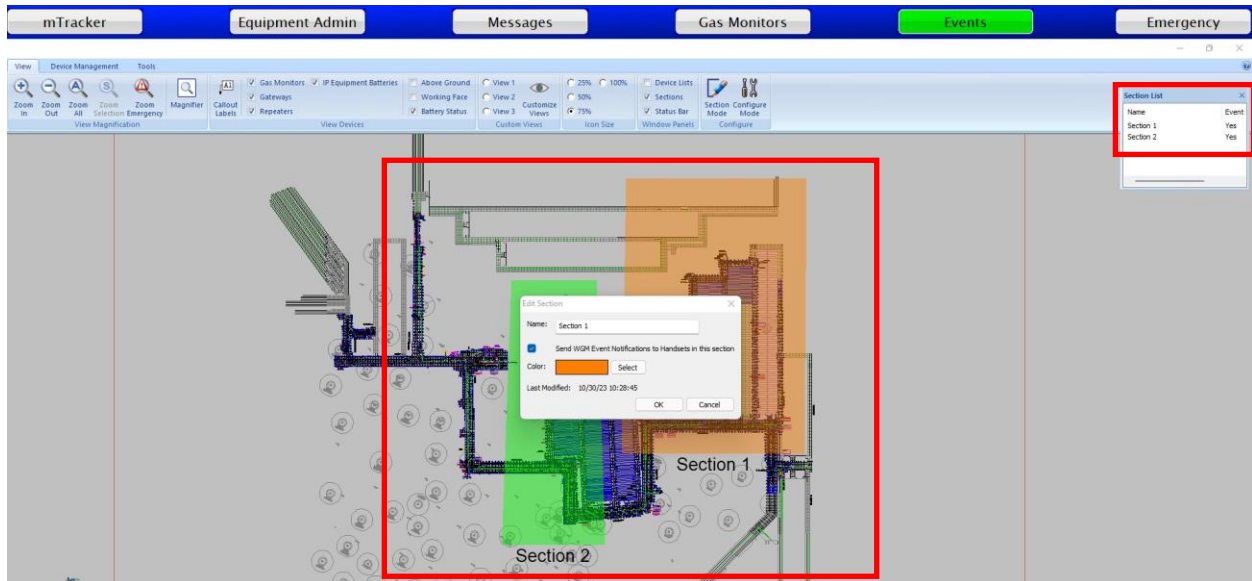 mTracker Equipment Admin Messages Gas Monitors Events Emergency
View Device Management Tools
Zoom In
Zoom Out
Zoom All
Zoom Selection
Zoom Emergency
Magnifier
View Magnification
Callout Labels
Gas Monitors IP Equipment Batteries
Gateways
Repeaters
Above Ground
Working Face
Battery Status
View Devices
View 1
View 2
View 3
Customize Views
Custom Views
25% 100%
50%
75%
Icon Size
Device Lists
Sections
Status Bar
Window Panels
Section Mode
Configure Mode
Configure
Section List
Name Event
Section 1 Yes
Section 2 Yes
Edit Section
Name: Section 1
Send WGM Event Notifications to Handsets in this section
Color: Select
Last Modified: 10/30/23 10:28:45
OK Cancel
Section 1
Section 2